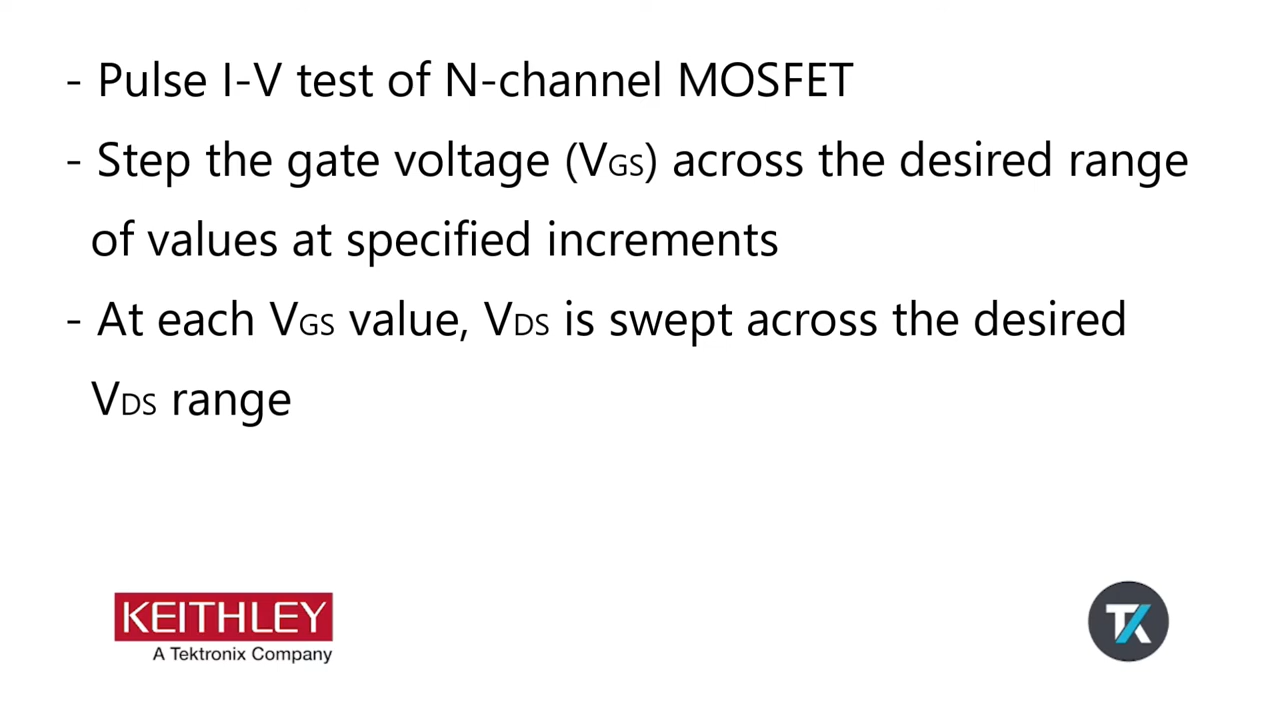 - Pulse I-V test of N-channel MOSFET
- Step the gate voltage (VGS) across the desired range
of values at specified increments
- At each VGS value, VDS is swept across the desired
VDS range
KEITHLEY
A Tektronix Company
TK